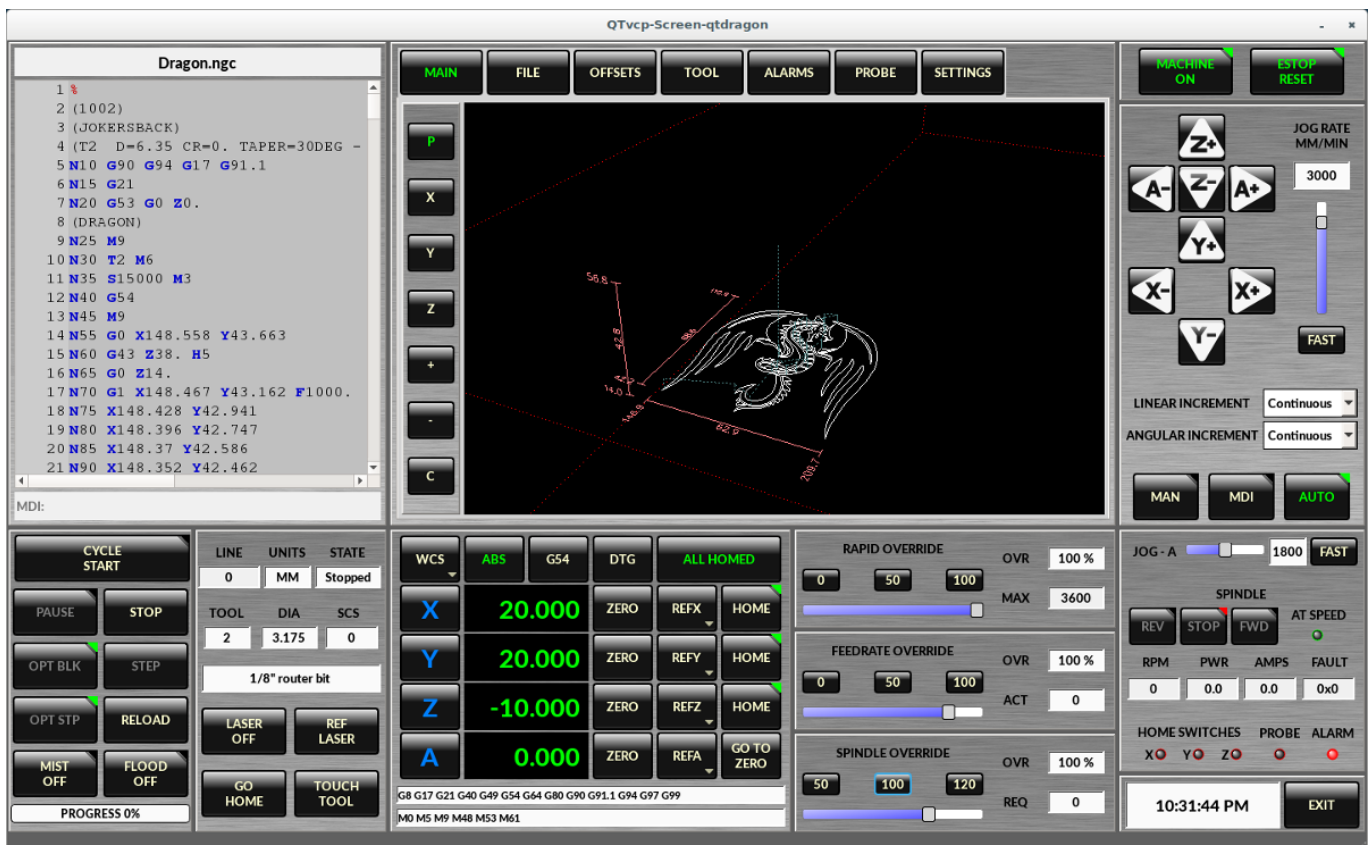 QTvcp-Screen-qtdragon
Dragon.ngc
1 %
2 (1002)
3 (JOKERSBACK)
4 (T2  D=6.35 CR=0. TAPER=30DEG -
5 N10 G90 G94 G17 G91.1
6 N15 G21
7 N20 G53 G0 Z0.
8 (DRAGON)
9 N25 M9
10 N30 T2 M6
11 N35 S15000 M3
12 N40 G54
13 N45 M9
14 N55 G0 X148.558 Y43.663
15 N60 G43 Z38. H5
16 N65 G0 Z14.
17 N70 G1 X148.467 Y43.162 F1000.
18 N75 X148.428 Y42.941
19 N80 X148.396 Y42.747
20 N85 X148.37 Y42.586
21 N90 X148.352 Y42.462
MDI:
MAIN FILE OFFSETS TOOL ALARMS PROBE SETTINGS
P
X
Y
Z
+
-
C
56.8
42.8
14.0
62.9
209.7
MACHINE ON
ESTOP RESET
JOG RATE
MM/MIN
3000
Z+
A- Z- A+
Y+
X- X+
Y-
FAST
LINEAR INCREMENT Continuous
ANGULAR INCREMENT Continuous
MAN MDI AUTO
CYCLE
START
PAUSE STOP
OPT BLK STEP
OPT STP RELOAD
MIST OFF
FLOOD OFF
PROGRESS 0%
LINE UNITS STATE
0 MM Stopped
TOOL DIA SCS
2 3.175 0
1/8" router bit
LASER OFF
REF LASER
GO HOME
TOUCH TOOL
WCS ABS G54 DTG ALL HOMED
X 20.000 ZERO REFX HOME
Y 20.000 ZERO REFY HOME
Z -10.000 ZERO REFZ HOME
A 0.000 ZERO REFA GO TO ZERO
G8 G17 G21 G40 G49 G54 G64 G80 G90 G91.1 G94 G97 G99
M0 M5 M9 M48 M53 M61
RAPID OVERRIDE OVR 100 %
0 50 100
MAX 3600
FEEDRATE OVERRIDE OVR 100 %
0 50 100
ACT 0
SPINDLE OVERRIDE OVR 100 %
50 100 120
REQ 0
JOG - A 1800 FAST
SPINDLE
REV STOP FWD AT SPEED
RPM PWR AMPS FAULT
0 0.0 0.0 0x0
HOME SWITCHES PROBE ALARM
X Y Z
10:31:44 PM EXIT